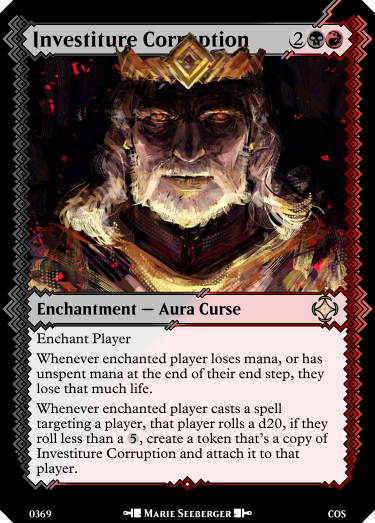 Investiture Corruption 2
Enchantment — Aura Curse
Enchant Player
Whenever enchanted player loses mana, or has
unspent mana at the end of their end step, they
lose that much life.
Whenever enchanted player casts a spell
targeting a player, that player rolls a d20, if they
roll less than a 5, create a token that's a copy of
Investiture Corruption and attach it to that
player.
0369 Marie Seeberger COS